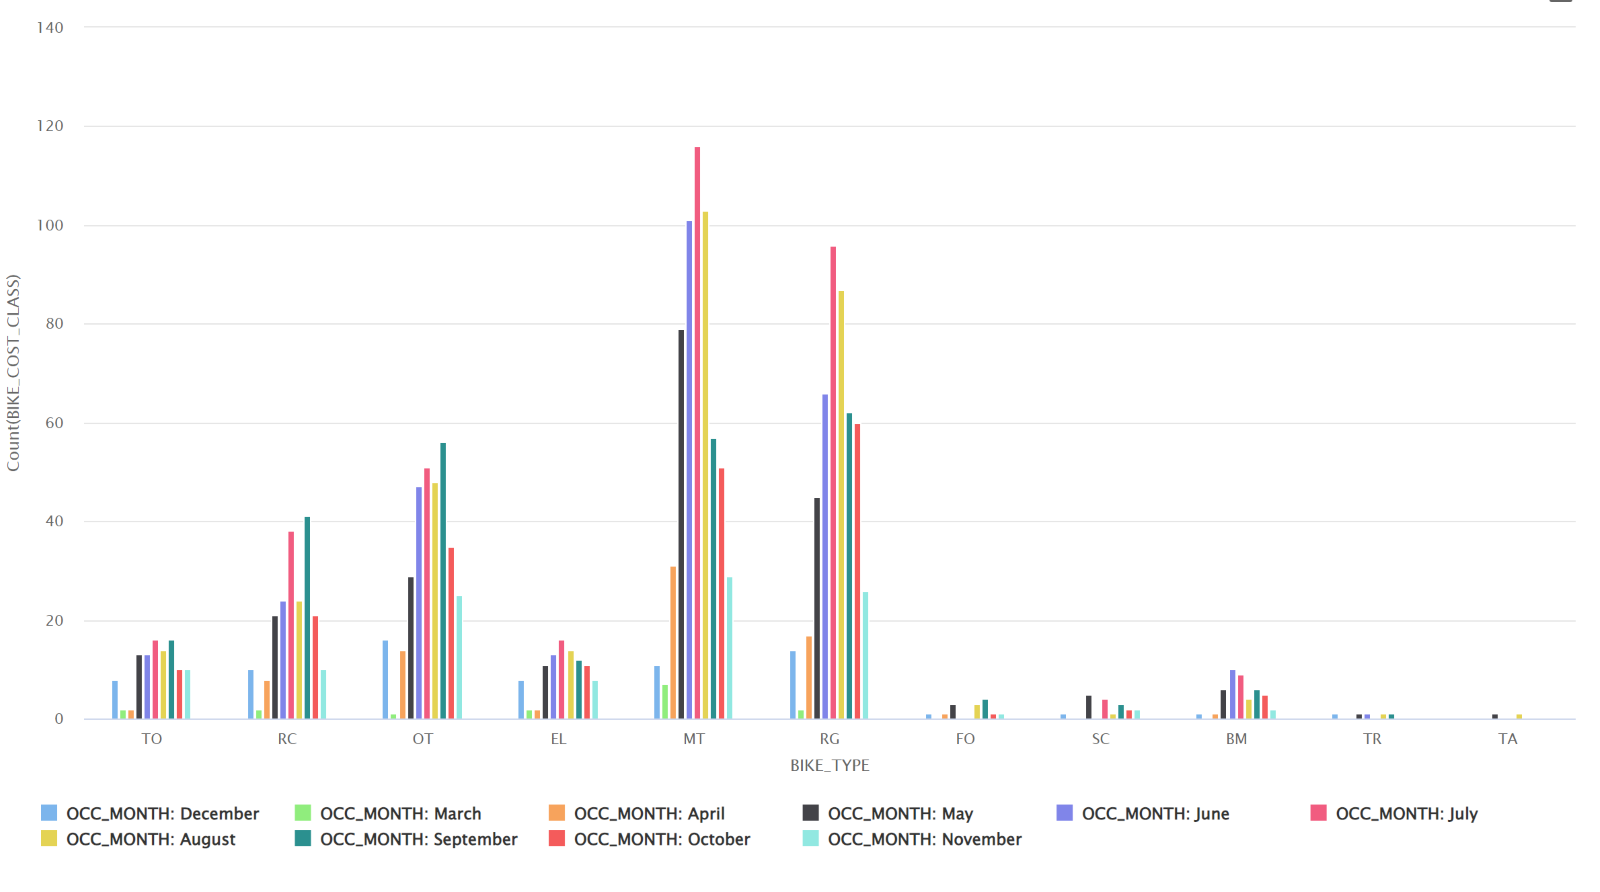 140
120
100
80
60
40
20
0
Count(BIKE_COST_CLASS)
TO RC OT EL MT RG FO SC BM TR TA
BIKE_TYPE
OCC_MONTH: December OCC_MONTH: March OCC_MONTH: April OCC_MONTH: May OCC_MONTH: June OCC_MONTH: July
OCC_MONTH: August OCC_MONTH: September OCC_MONTH: October OCC_MONTH: November